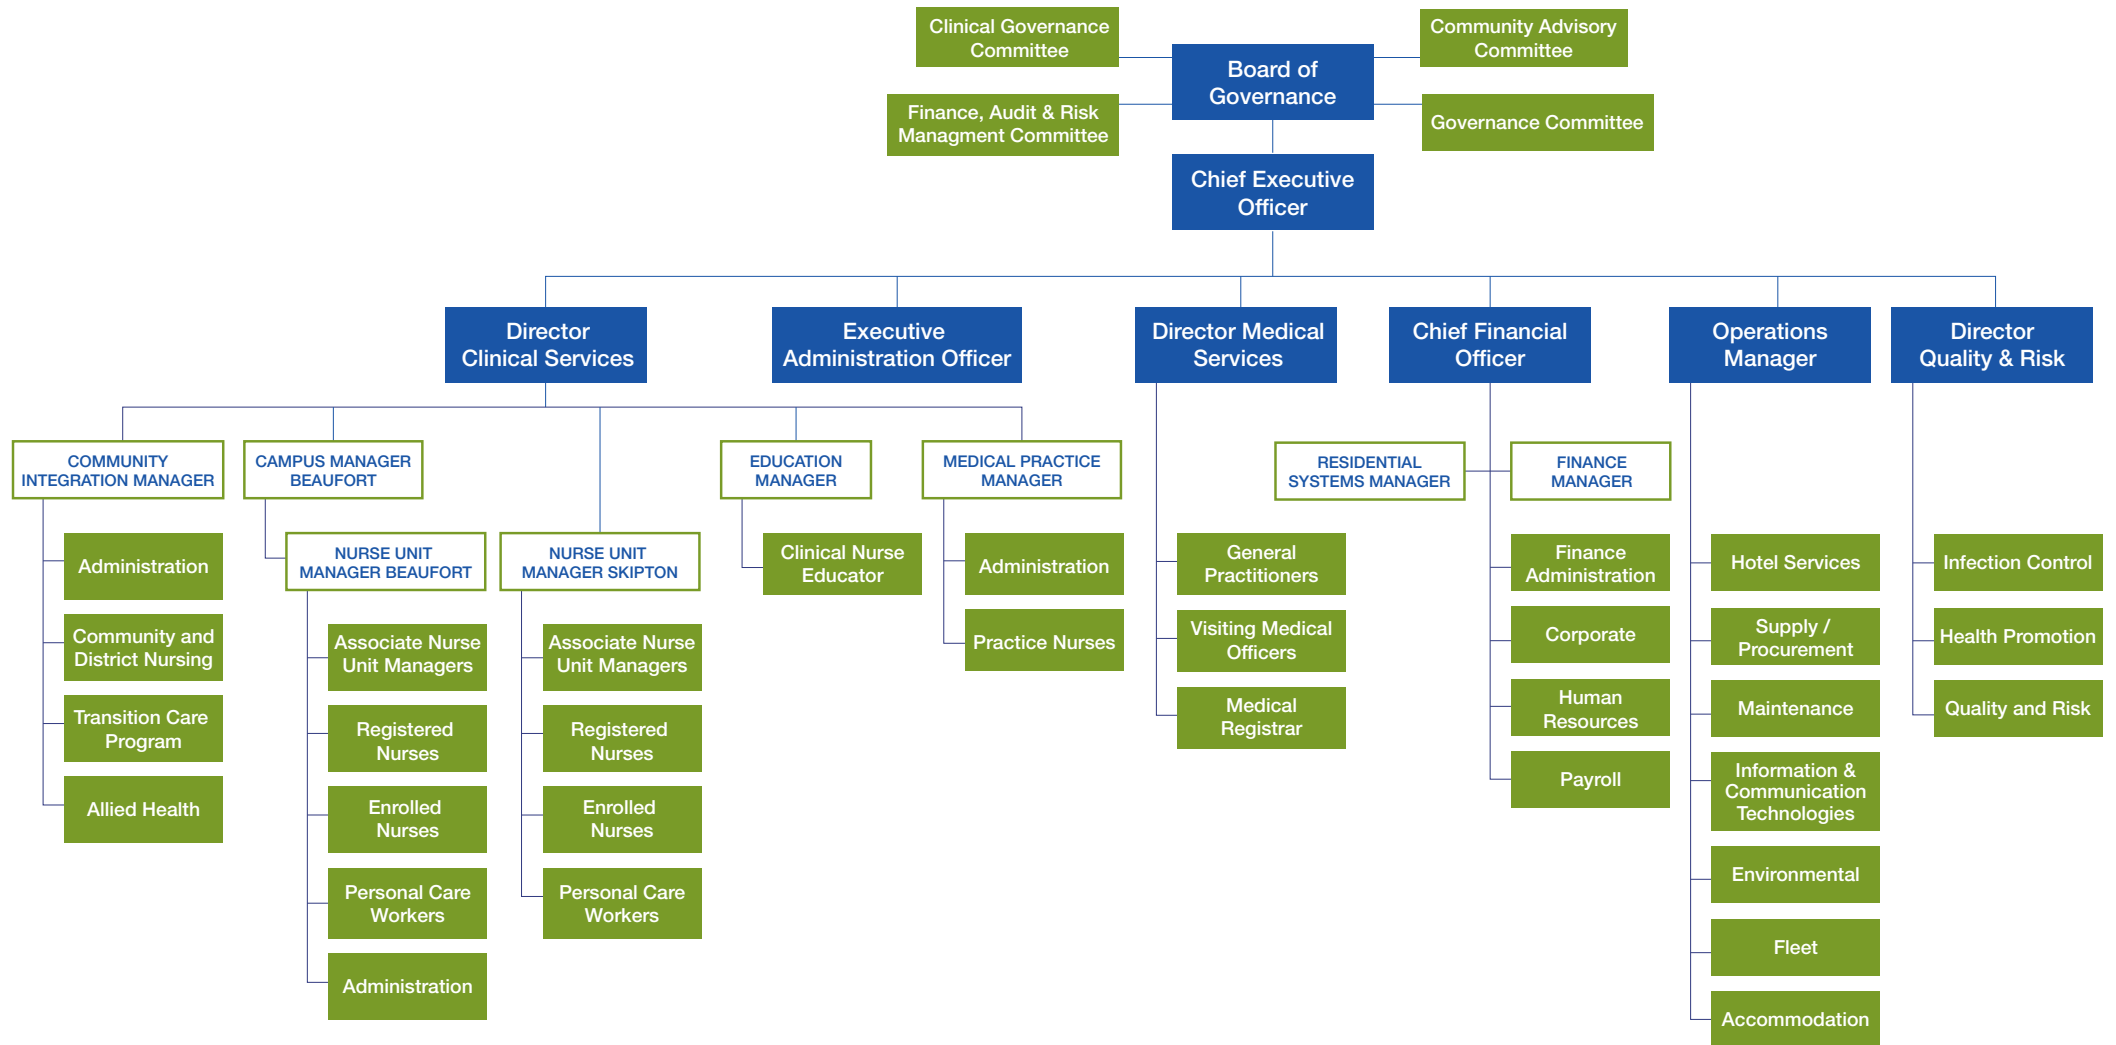 Clinical Governance
Committee
Community Advisory
Committee
Board of
Governance
Finance, Audit & Risk
Managment Committee
Governance Committee
Chief Executive
Officer
Director
Clinical Services
Executive
Administration Officer
Director Medical
Services
Chief Financial
Officer
Operations
Manager
Director
Quality & Risk
COMMUNITY
INTEGRATION MANAGER
CAMPUS MANAGER
BEAUFORT
EDUCATION
MANAGER
MEDICAL PRACTICE
MANAGER
RESIDENTIAL
SYSTEMS MANAGER
FINANCE
MANAGER
Administration
Community and
District Nursing
Transition Care
Program
Allied Health
NURSE UNIT
MANAGER BEAUFORT
Associate Nurse
Unit Managers
Registered
Nurses
Enrolled
Nurses
Personal Care
Workers
Administration
NURSE UNIT
MANAGER SKIPTON
Associate Nurse
Unit Managers
Registered
Nurses
Enrolled
Nurses
Personal Care
Workers
Clinical Nurse
Educator
Administration
Practice Nurses
General
Practitioners
Visiting Medical
Officers
Medical
Registrar
Finance
Administration
Corporate
Human
Resources
Payroll
Hotel Services
Supply /
Procurement
Maintenance
Information &
Communication
Technologies
Environmental
Fleet
Accommodation
Infection Control
Health Promotion
Quality and Risk